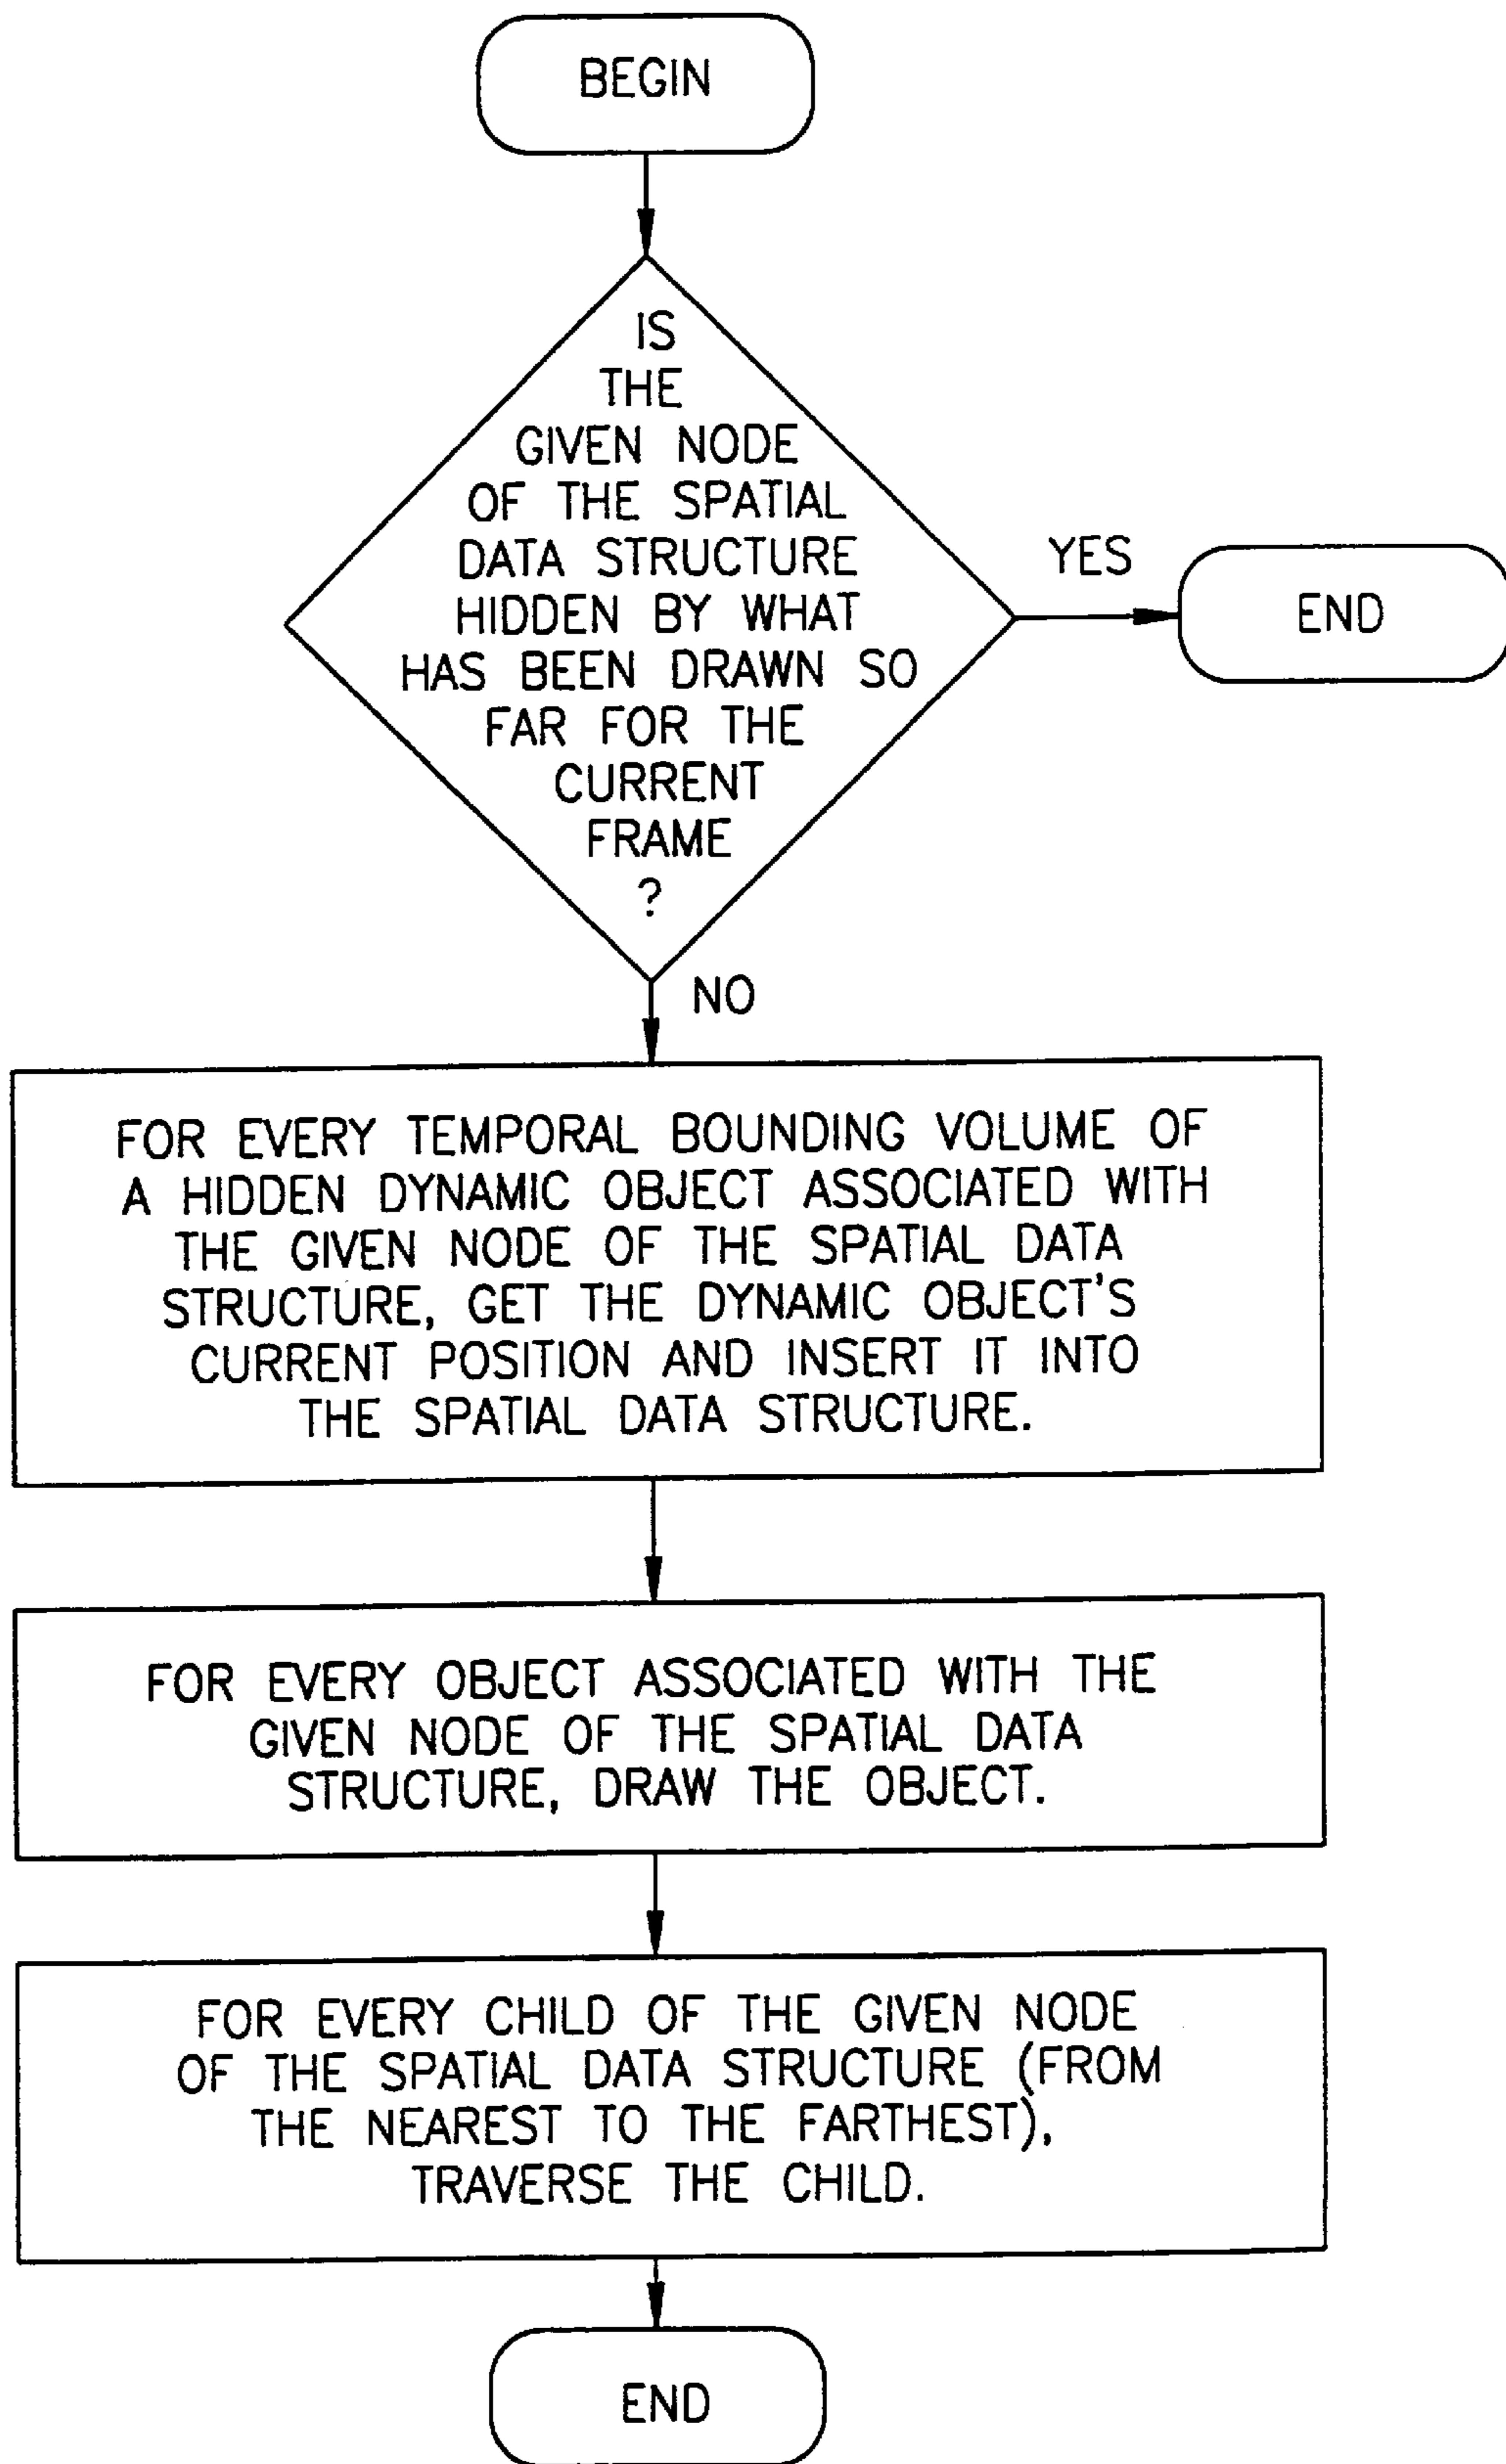 BEGIN
IS
THE
GIVEN NODE
OF THE SPATIAL
DATA STRUCTURE
HIDDEN BY WHAT
HAS BEEN DRAWN SO
FAR FOR THE
CURRENT
FRAME
?
YES
END
NO
FOR EVERY TEMPORAL BOUNDING VOLUME OF
A HIDDEN DYNAMIC OBJECT ASSOCIATED WITH
THE GIVEN NODE OF THE SPATIAL DATA
STRUCTURE, GET THE DYNAMIC OBJECT'S
CURRENT POSITION AND INSERT IT INTO
THE SPATIAL DATA STRUCTURE.
FOR EVERY OBJECT ASSOCIATED WITH THE
GIVEN NODE OF THE SPATIAL DATA
STRUCTURE, DRAW THE OBJECT.
FOR EVERY CHILD OF THE GIVEN NODE
OF THE SPATIAL DATA STRUCTURE (FROM
THE NEAREST TO THE FARTHEST),
TRAVERSE THE CHILD.
END